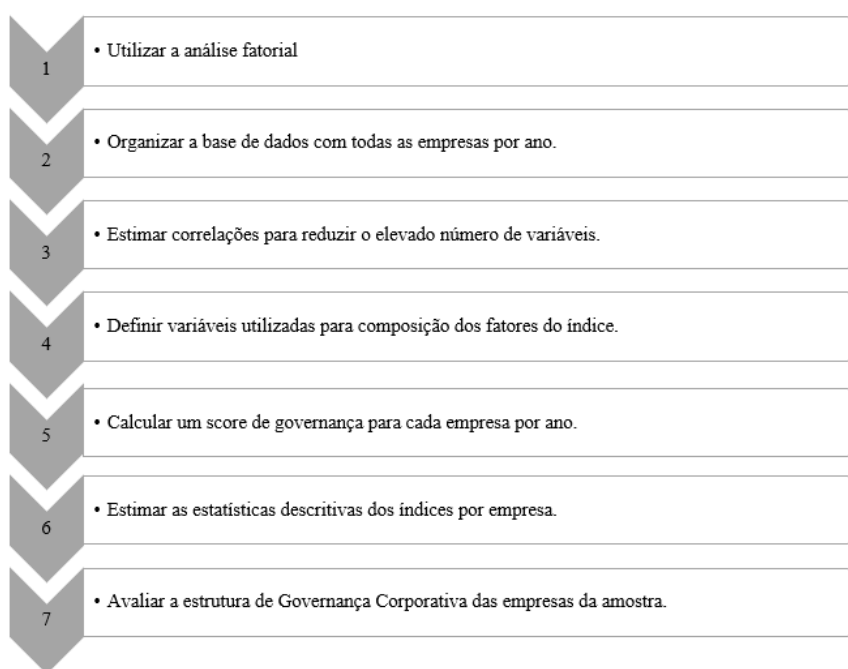 1
• Utilizar a análise fatorial
2
• Organizar a base de dados com todas as empresas por ano.
3
• Estimar correlações para reduzir o elevado número de variáveis.
4
• Definir variáveis utilizadas para composição dos fatores do índice.
5
• Calcular um score de governança para cada empresa por ano.
6
• Estimar as estatísticas descritivas dos índices por empresa.
7
• Avaliar a estrutura de Governança Corporativa das empresas da amostra.